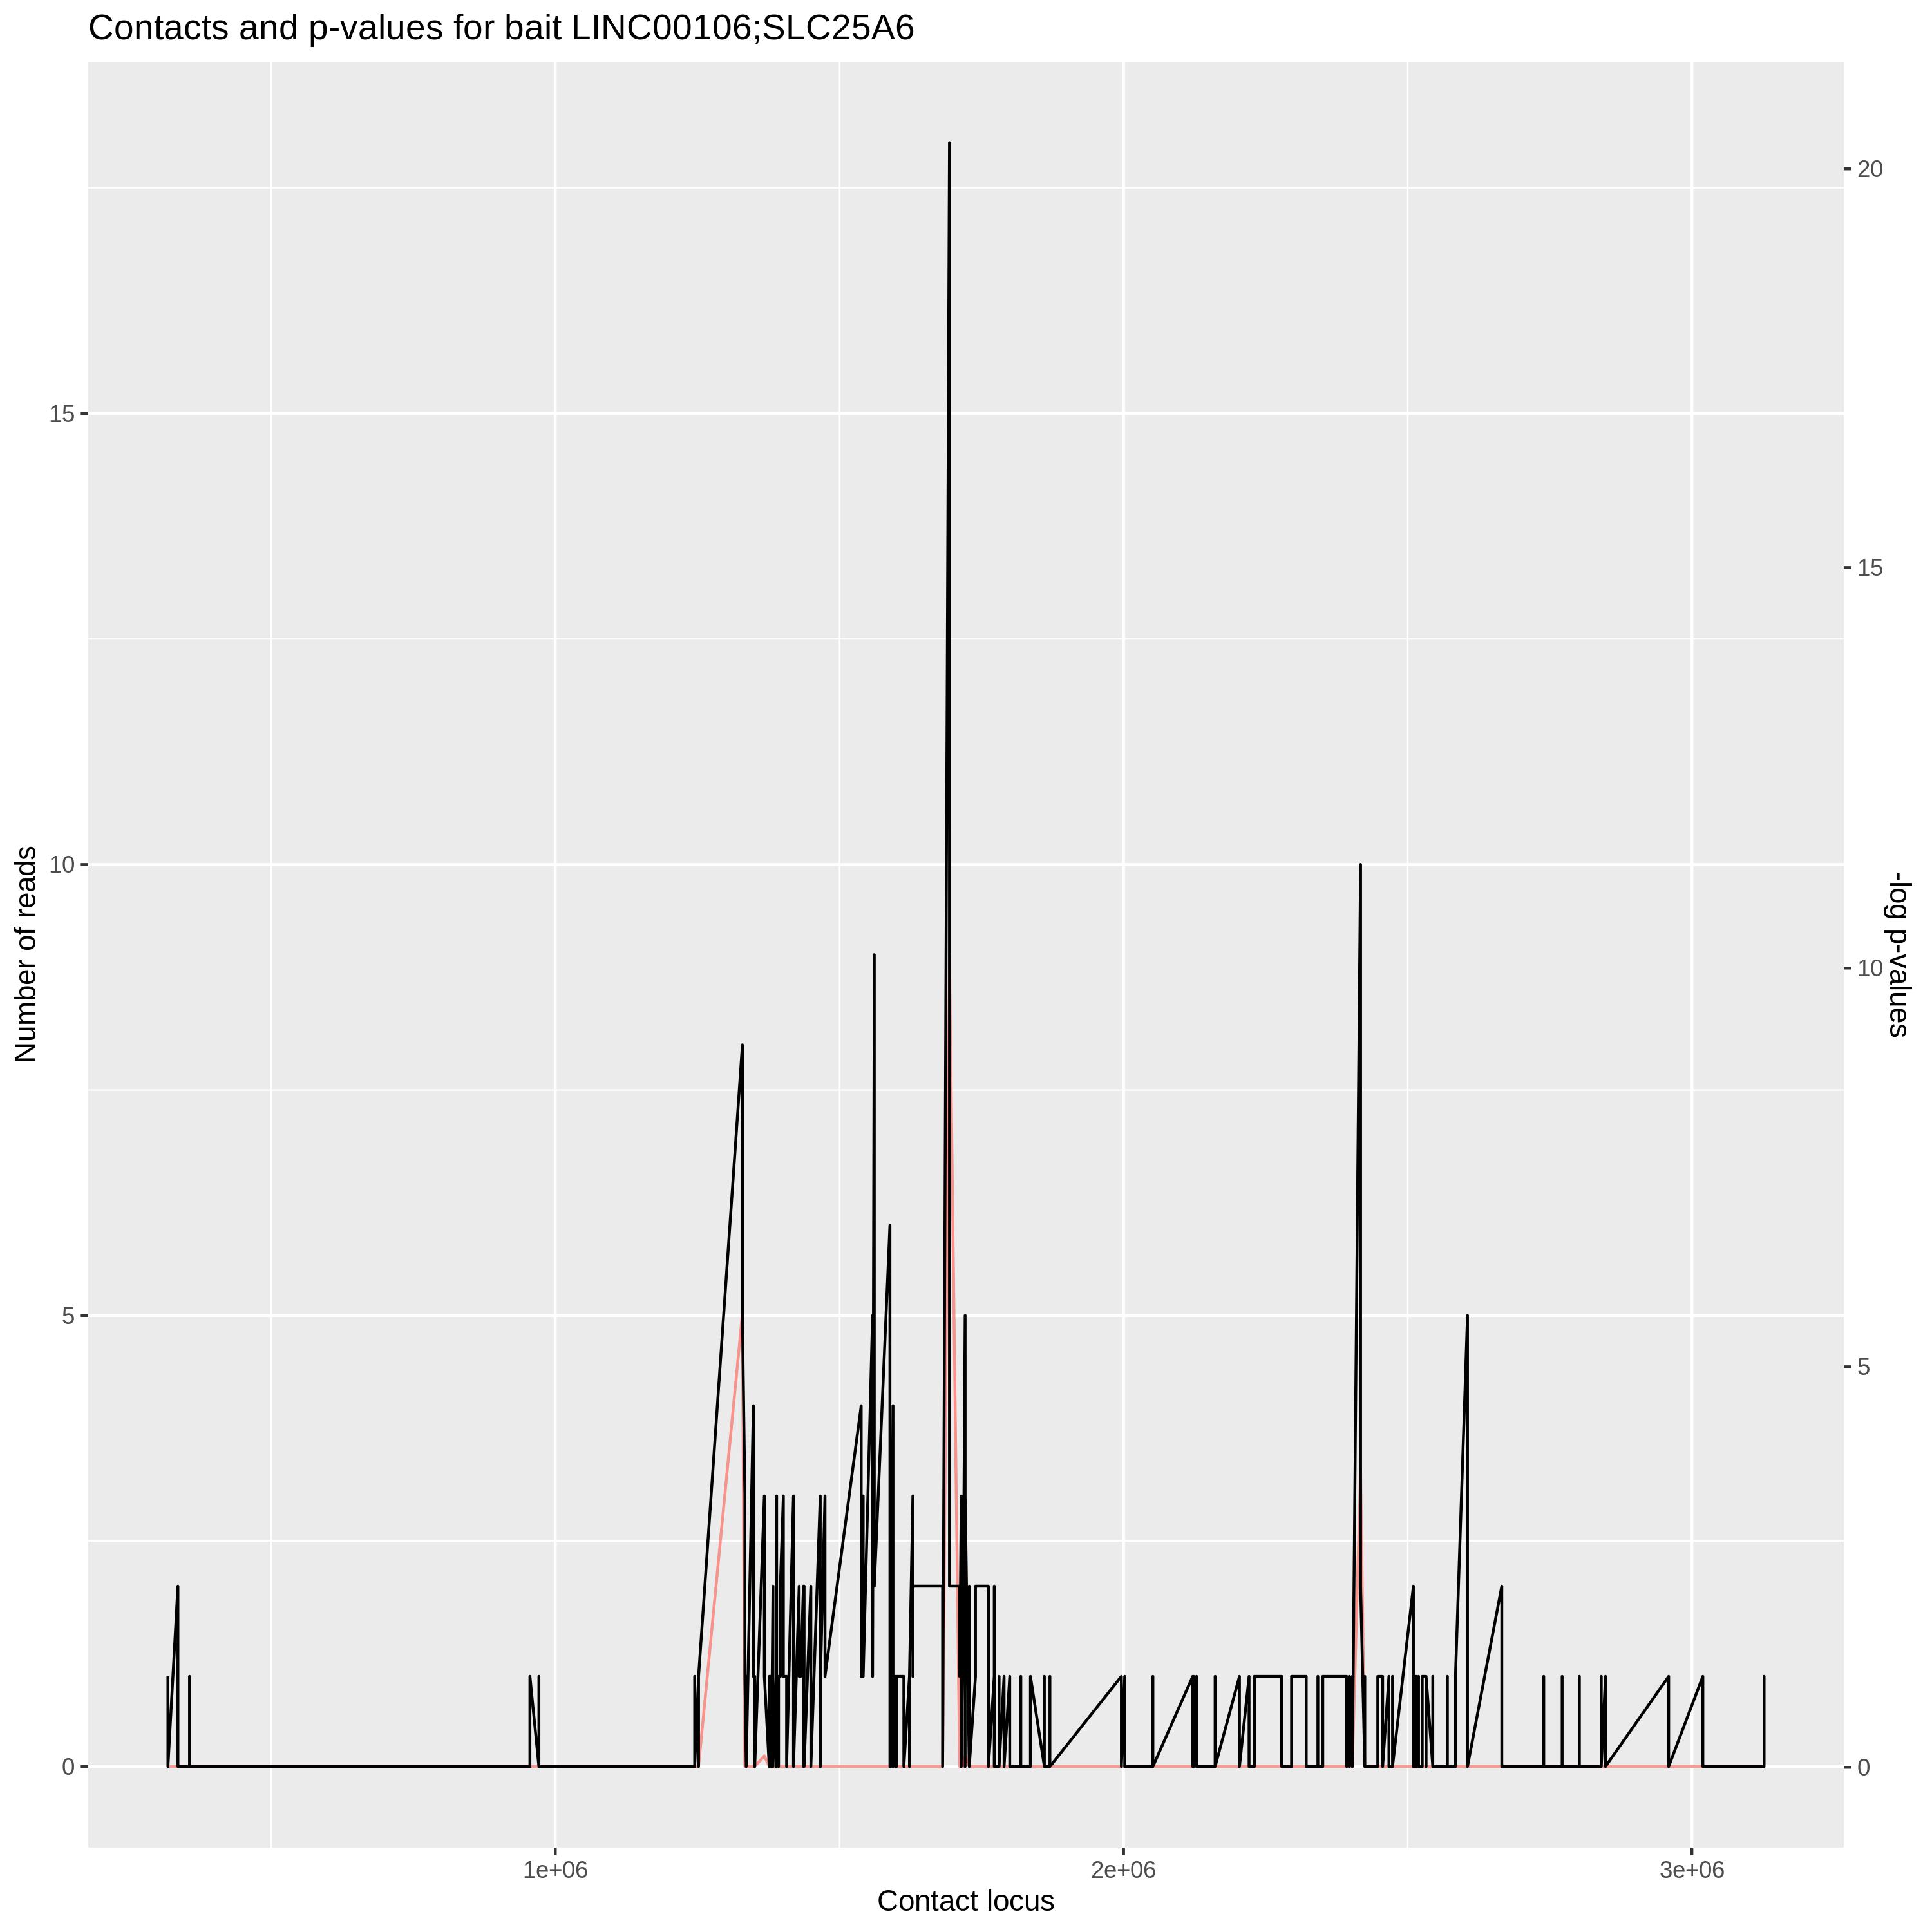 Contacts and p-values for bait LINC00106;SLC25A6
Number of reads
15
10
5
0
20
15
10
5
0
-log p-values
1e+06
2e+06
3e+06
Contact locus